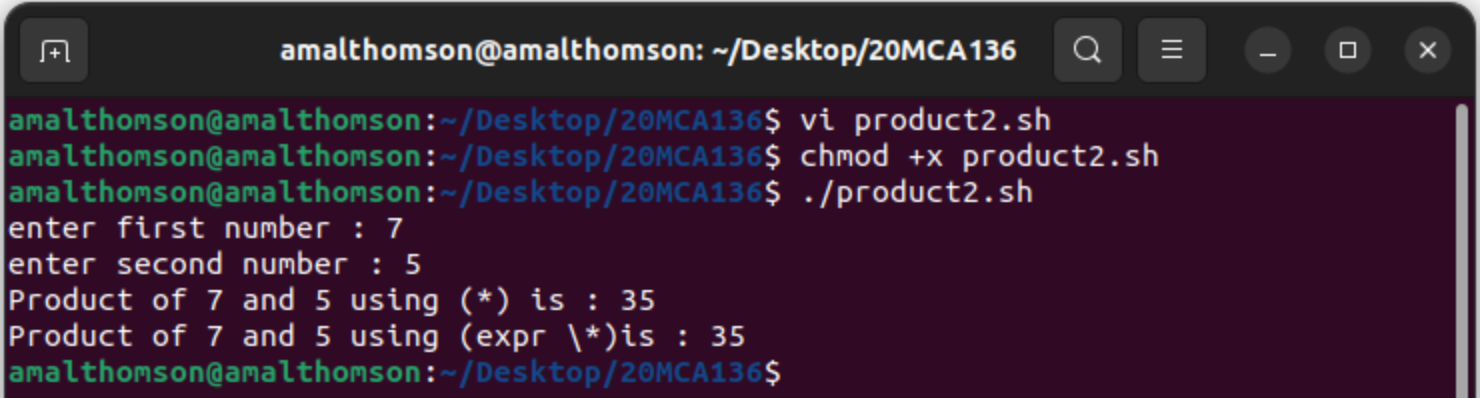 amalthomson@amalthomson: ~/Desktop/20MCA136
amalthomson@amalthomson:~/Desktop/20MCA136$ vi product2.sh
amalthomson@amalthomson:~/Desktop/20MCA136$ chmod +x product2.sh
amalthomson@amalthomson:~/Desktop/20MCA136$ ./product2.sh
enter first number : 7
enter second number : 5
Product of 7 and 5 using (*) is : 35
Product of 7 and 5 using (expr \*)is : 35
amalthomson@amalthomson:~/Desktop/20MCA136$